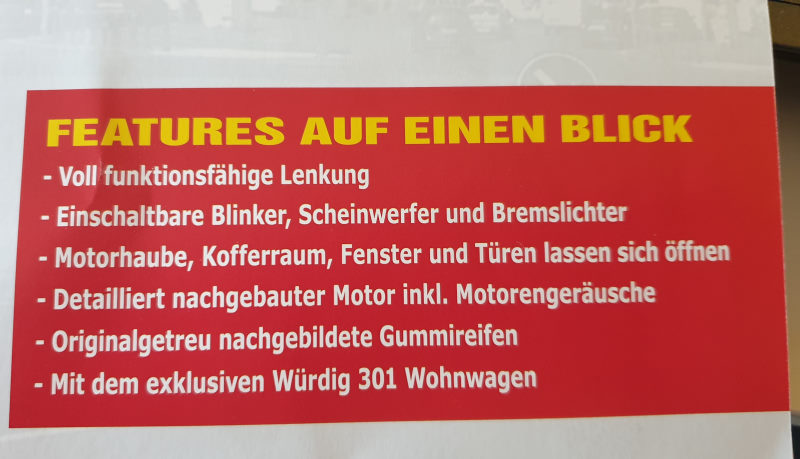 FEATURES AUF EINEN BLICK
- Voll funktionsfähige Lenkung
- Einschaltbare Blinker, Scheinwerfer und Bremslichter
- Motorhaube, Kofferraum, Fenster und Türen lassen sich öffnen
- Detailliert nachgebauter Motor inkl. Motorengeräusche
- Originalgetreu nachgebildete Gummireifen
- Mit dem exklusiven Würdig 301 Wohnwagen